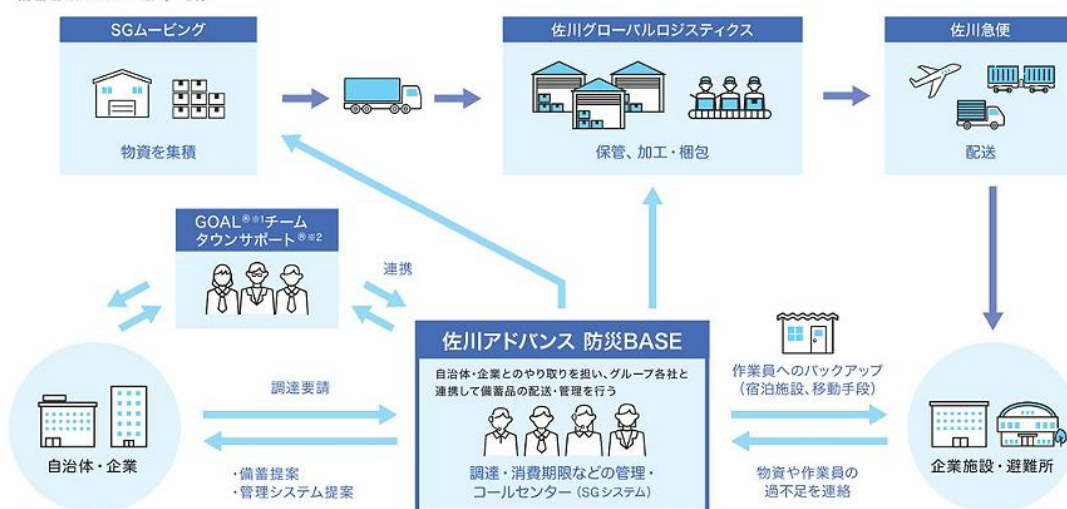 SGムービング
物資を集積
佐川グローバルロジスティクス
保管、加工・梱包
佐川急便
配送
GOAL®※1チーム
タウンサポート®※2
連携
佐川アドバンス 防災BASE
自治体・企業とのやり取りを担い、グループ各社と
連携して備蓄品の配送・管理を行う
調達・消費期限などの管理・
コールセンター（SGシステム）
自治体・企業
調達要請
・備蓄提案
・管理システム提案
作業員へのバックアップ
（宿泊施設、移動手段）
物資や作業員の
過不足を連絡
企業施設・避難所